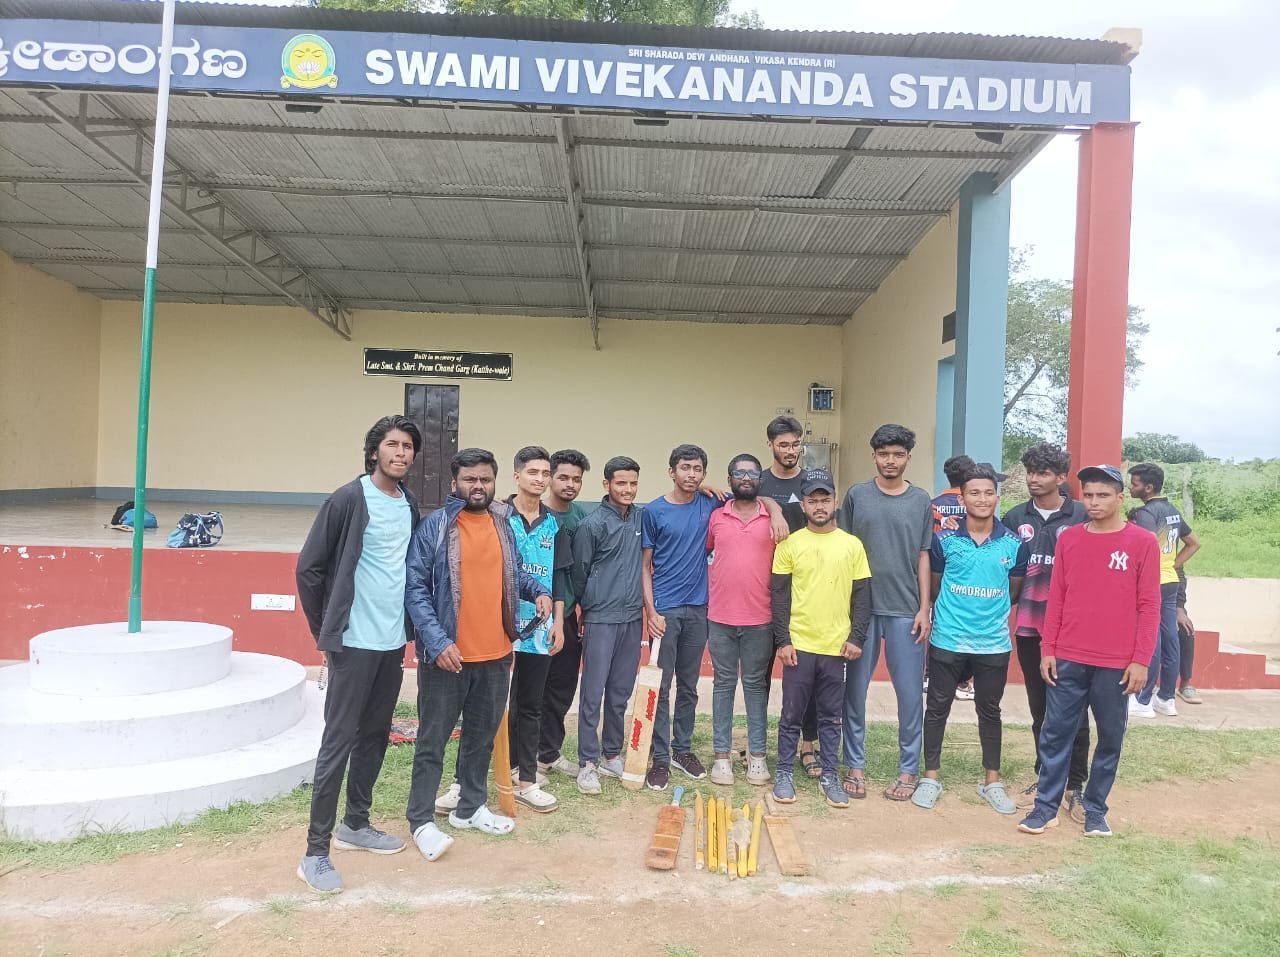 ಕ್ರೀಡಾಂಗಣ
SRI SHARADA DEVI ANDHARA VIKASA KENDRA (R)
SWAMI VIVEKANANDA STADIUM
Built in memory of
Late Smt. & Shri. Prem Chand Garg (Katthe-wale)
BHADRAVATHI
NY